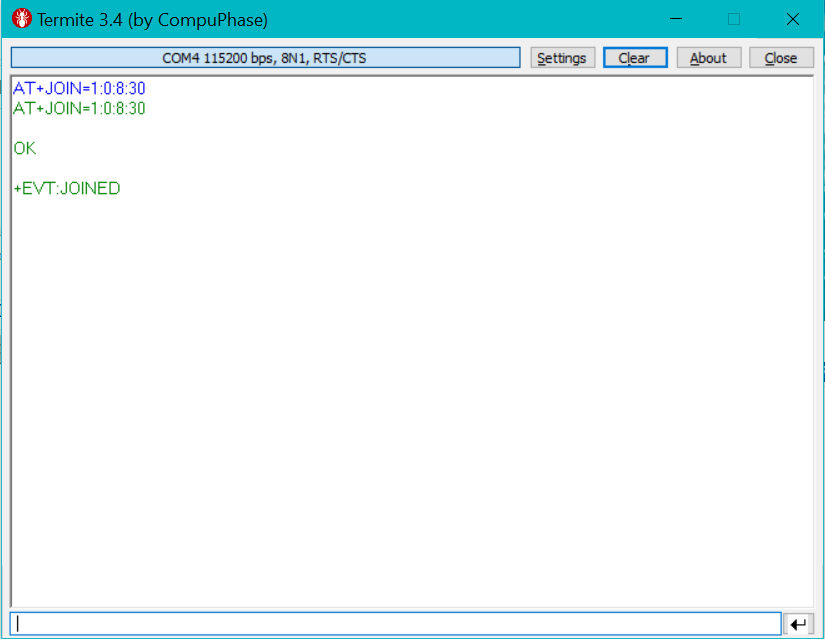 Termite 3.4 (by CompuPhase)
COM4 115200 bps, 8N1, RTS/CTS
Settings
Clear
About
Close
AT+JOIN=1:0:8:30
AT+JOIN=1:0:8:30
OK
+EVT:JOINED